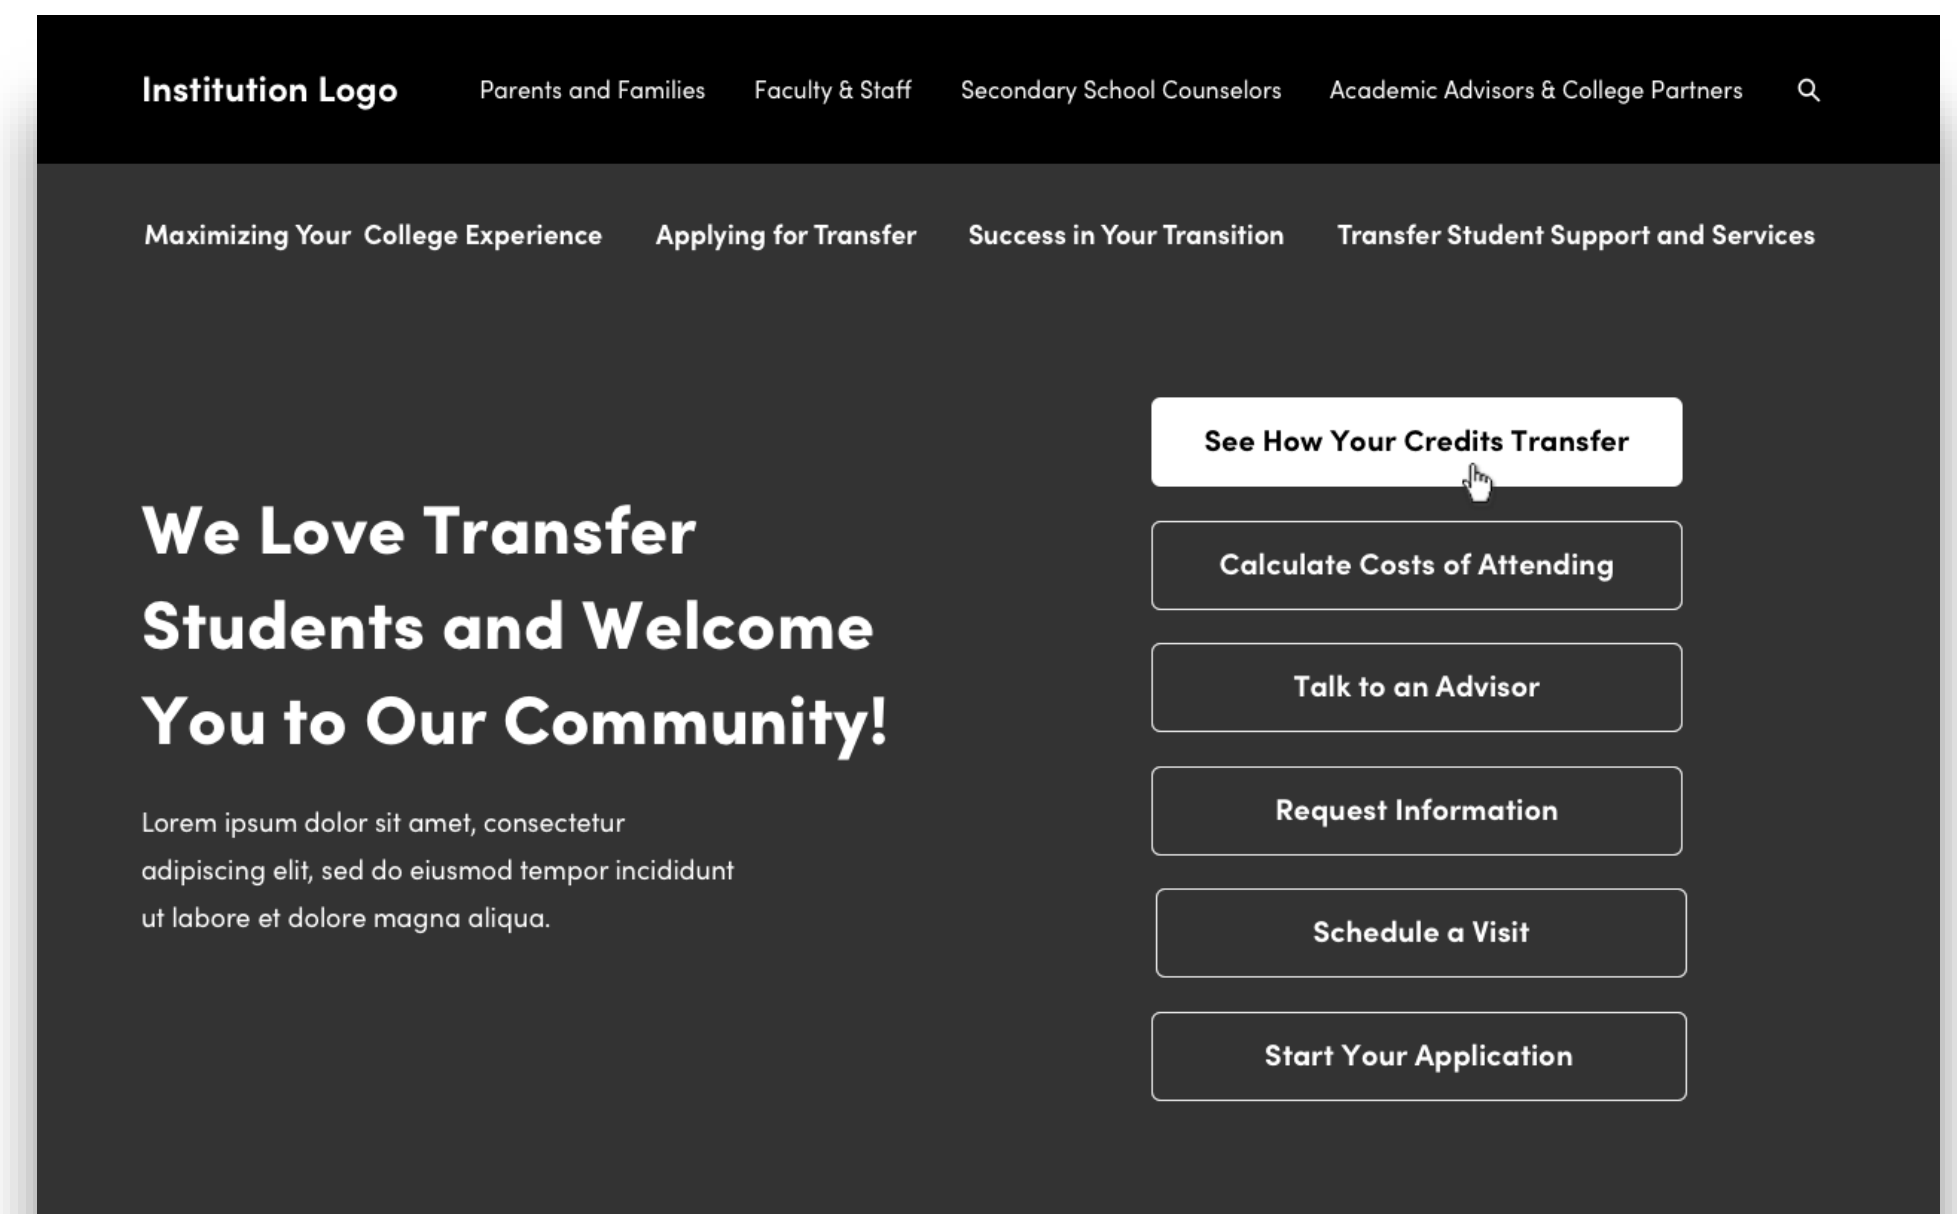 Institution Logo
Parents and Families
Faculty & Staff
Secondary School Counselors
Academic Advisors & College Partners
Maximizing Your College Experience
Applying for Transfer
Success in Your Transition
Transfer Student Support and Services
We Love Transfer
Students and Welcome
You to Our Community!
Lorem ipsum dolor sit amet, consectetur
adipiscing elit, sed do eiusmod tempor incididunt
ut labore et dolore magna aliqua.
See How Your Credits Transfer
Calculate Costs of Attending
Talk to an Advisor
Request Information
Schedule a Visit
Start Your Application